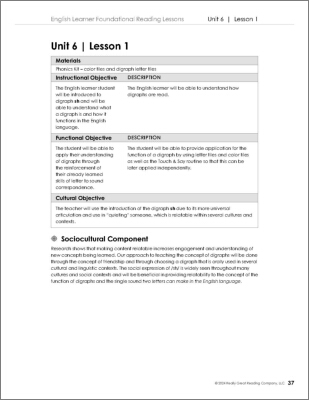 English Learner Foundational Reading Lessons Unit 6 | Lesson 1
Unit 6 | Lesson 1
Materials
Phonics kit – color tiles and digraph letter tiles
Instructional Objective DESCRIPTION
The English learner student
will be introduced to
digraph sh and will be
able to understand what
a digraph is and how it
functions in the English
language.
The English learner will be able to understand how
digraphs are read.
Functional Objective DESCRIPTION
The student will be able to
apply their understanding
of digraphs through
the reinforcement of
their already learned
skills of letter to sound
correspondence.
The student will be able to provide application for the
function of a digraph by using letter tiles and color tiles
as well as the Touch & Say routine so that this can be
later applied independently.
Cultural Objective
The teacher will use the introduction of the digraph sh due to its more universal
articulation and use in "quieting" someone, which is relatable within several cultures and
contexts.
Sociocultural Component
Research shows that making content relatable increases engagement and understanding of
new concepts being learned. Our approach to teaching the concept of digraphs will be done
through the concept of friendship and through choosing a digraph that is widely used in several
cultural and linguistic contexts. The social expression of /sh/ is widely seen throughout many
cultures and social contexts and will be beneficial in providing relatability to the concept of the
function of digraphs and the single sound two letters can make in the English language.
©2024 Really Great Reading Company, LLC 37